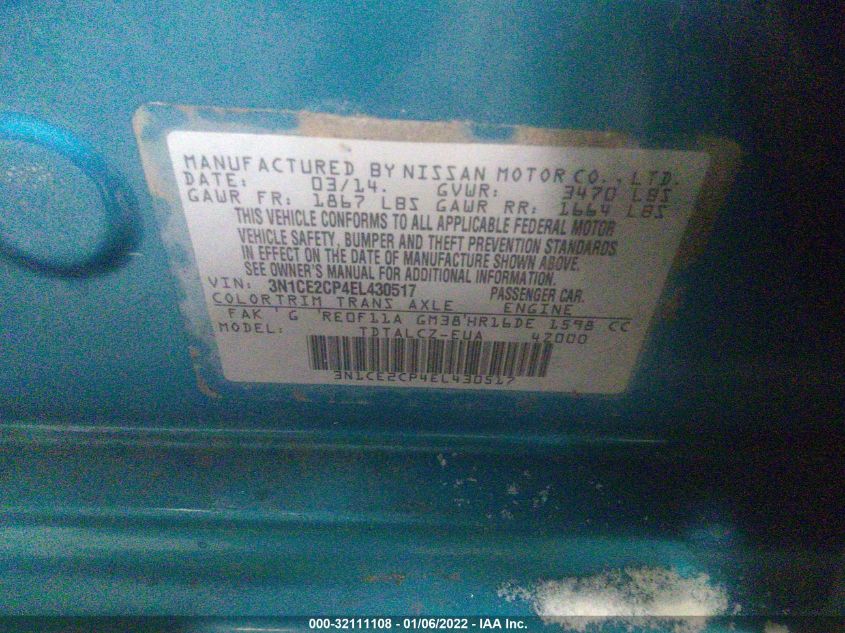 MANUFACTURED BY NISSAN MOTOR CO., LTD.
DATE: 03/14. GVWR: 3470 LBS
GAWR FR: 1867 LBS GAWR RR: 1664 LBS
THIS VEHICLE CONFORMS TO ALL APPLICABLE FEDERAL MOTOR
VEHICLE SAFETY, BUMPER AND THEFT PREVENTION STANDARDS
IN EFFECT ON THE DATE OF MANUFACTURE SHOWN ABOVE.
SEE OWNER'S MANUAL FOR ADDITIONAL INFORMATION.
VIN: 3N1CE2CP4EL430517 PASSENGER CAR.
COLOR TRIM TRANS AXLE ENGINE
FAK ' G 'RE0F11A GM38'HR16DE 1598 CC
MODEL: TDTALCZ-EUA 42000
3N1CE2CP4EL430517
000-32111108 - 01/06/2022 - IAA Inc.